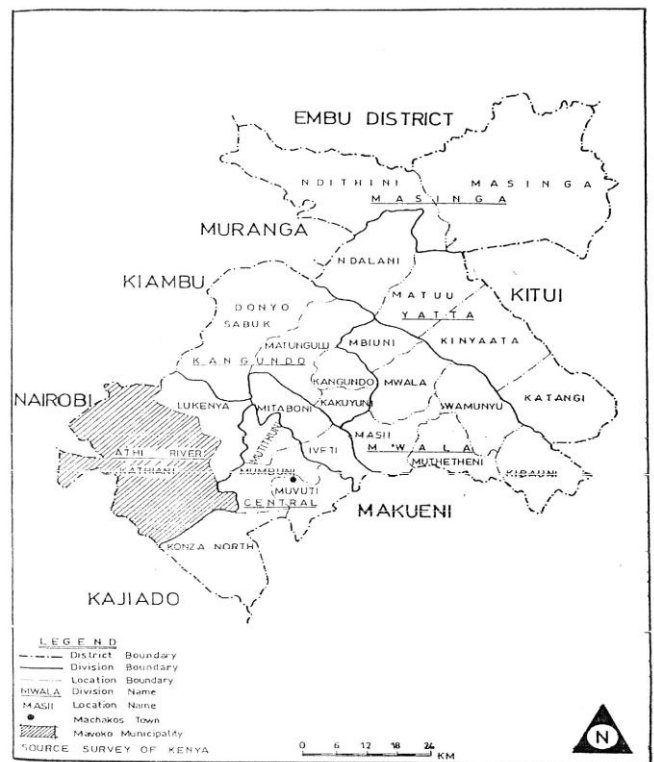 EMBU DISTRICT
NDITHINI
MASINGA
MASINGA
MURANGA
NDALANI
KIAMBU
KITUI
MATUU
YATTA
DONYO
SABUK
MATUNGULU
MBIUNI
KINYAATA
KANGUNDO
KANGUNDO
MWALA
NAIROBI
LUKENYA
MITABONI
KAKUYUNI
WAMUNYU
KATANGI
MASII
MWALA
ATHI RIVER
KATHIANI
MUTITUNI
IVETI
MUTHETHENI
KIBAUNI
MUMBUNI
MUVUTI
CENTRAL
MAKUENI
KONZA NORTH
KAJIADO
LEGEND
District Boundary
Division Boundary
Location Boundary
MWALA Division Name
MASII Location Name
Machakos Town
Mavoko Municipality
SOURCE SURVEY OF KENYA
0 6 12 18 24
KM
N